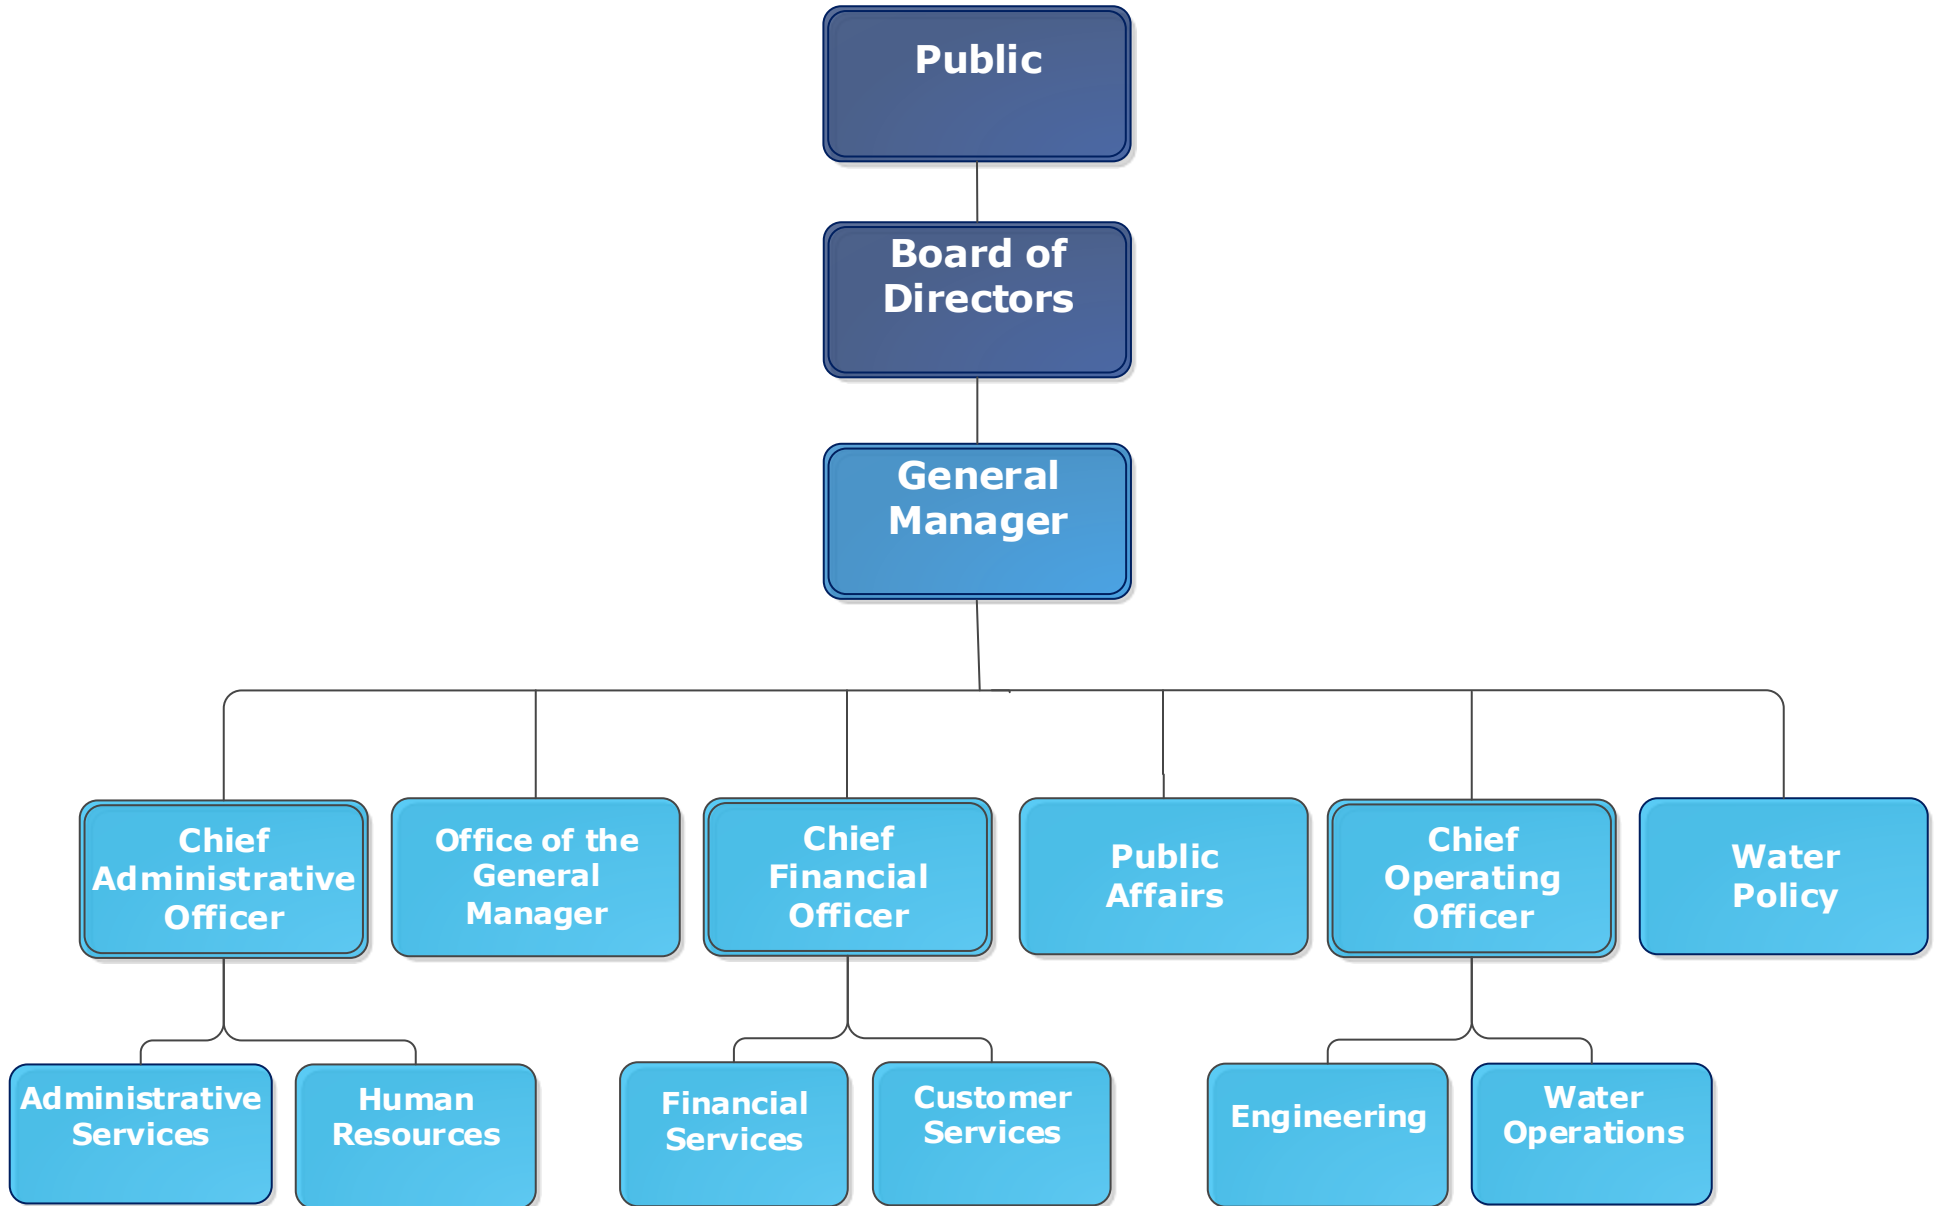 Public
Board of
Directors
General
Manager
Chief
Administrative
Officer
Office of the
General
Manager
Chief
Financial
Officer
Public
Affairs
Chief
Operating
Officer
Water
Policy
Administrative
Services
Human
Resources
Financial
Services
Customer
Services
Engineering
Water
Operations